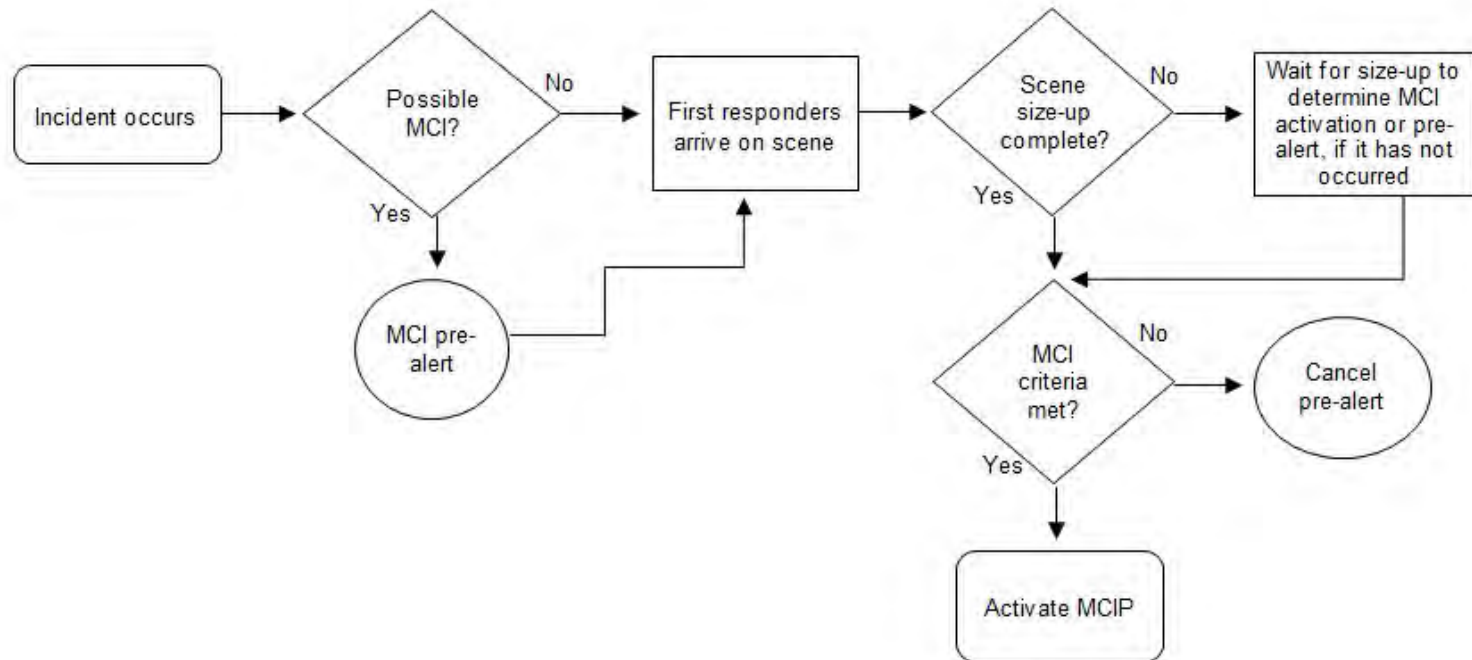 Incident occurs
Possible
MCI?
No
Yes
MCI pre-
alert
First responders
arrive on scene
Scene
size-up
complete?
No
Yes
Wait for size-up to
determine MCI
activation or pre-
alert, if it has not
occurred
MCI
criteria
met?
No
Yes
Cancel
pre-alert
Activate MCIP